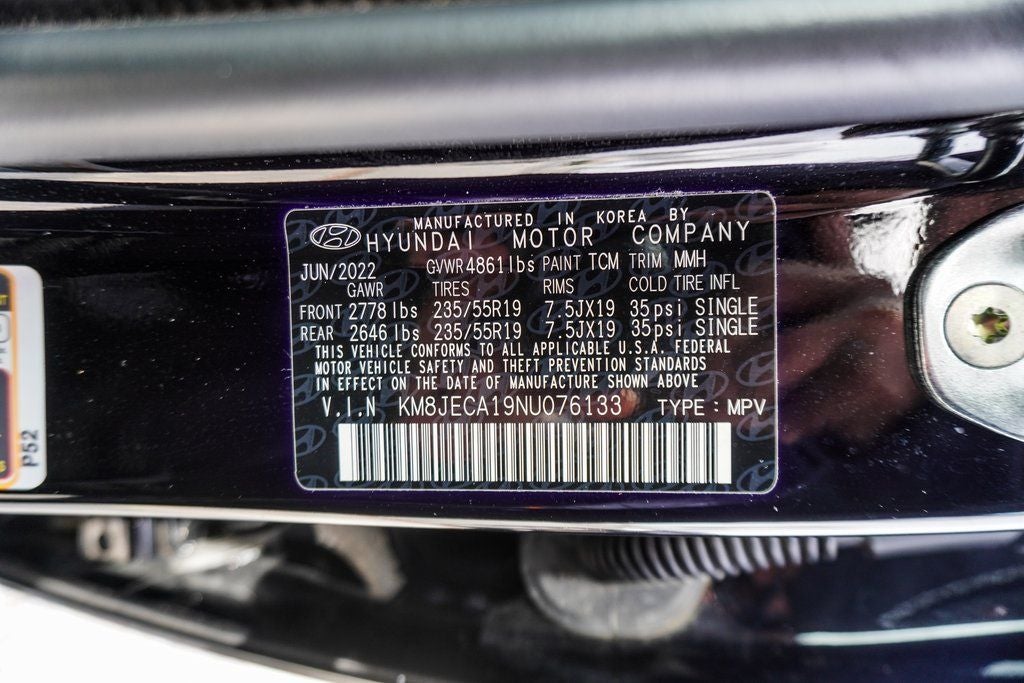 MANUFACTURED IN KOREA BY
HYUNDAI MOTOR COMPANY
JUN/2022 GVWR 4861lbs PAINT TCM TRIM MMH
GAWR TIRES RIMS COLD TIRE INFL
FRONT 2778 lbs 235/55R19 7.5JX19 35psi SINGLE
REAR 2646 lbs 235/55R19 7.5JX19 35psi SINGLE
THIS VEHICLE CONFORMS TO ALL APPLICABLE U.S.A. FEDERAL
MOTOR VEHICLE SAFETY AND THEFT PREVENTION STANDARDS
IN EFFECT ON THE DATE OF MANUFACTURE SHOWN ABOVE
V.I.N KM8JECA19NU076133 TYPE : MPV
P52